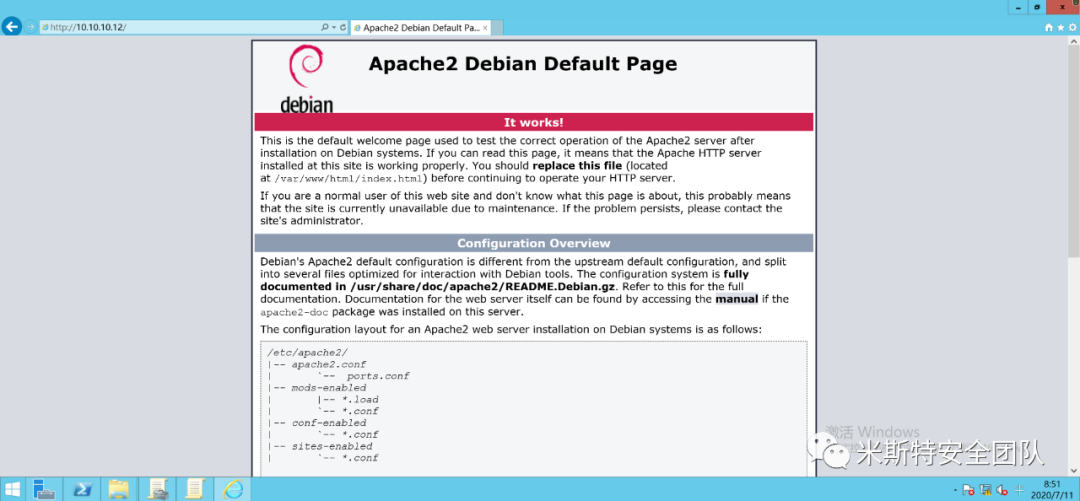 http://10.10.10.12/
Apache2 Debian Default Pa...
debian
Apache2 Debian Default Page
It works!
This is the default welcome page used to test the correct operation of the Apache2 server after
installation on Debian systems. If you can read this page, it means that the Apache HTTP server
installed at this site is working properly. You should replace this file (located
at /var/www/html/index.html) before continuing to operate your HTTP server.
If you are a normal user of this web site and don't know what this page is about, this probably means
that the site is currently unavailable due to maintenance. If the problem persists, please contact the
site's administrator.
Configuration Overview
Debian's Apache2 default configuration is different from the upstream default configuration, and split
into several files optimized for interaction with Debian tools. The configuration system is fully
documented in /usr/share/doc/apache2/README.Debian.gz. Refer to this for the full
documentation. Documentation for the web server itself can be found by accessing the manual if the
apache2-doc package was installed on this server.
The configuration layout for an Apache2 web server installation on Debian systems is as follows:
/etc/apache2/
|-- apache2.conf
|       `--  ports.conf
|-- mods-enabled
|       |-- *.load
|       `-- *.conf
|-- conf-enabled
|       `-- *.conf
|-- sites-enabled
|       `-- *.conf
激活 Windows
米斯特安全团队
8:51
2020/7/11